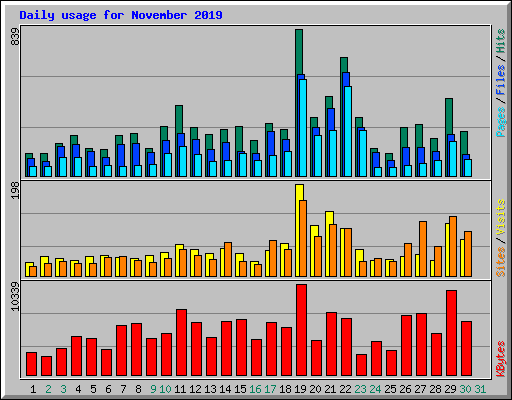 Daily usage for November 2019
839
Pages / Files / Hits
198
Sites / Visits
10339
KBytes
1 2 3 4 5 6 7 8 9 10 11 12 13 14 15 16 17 18 19 20 21 22 23 24 25 26 27 28 29 30 31